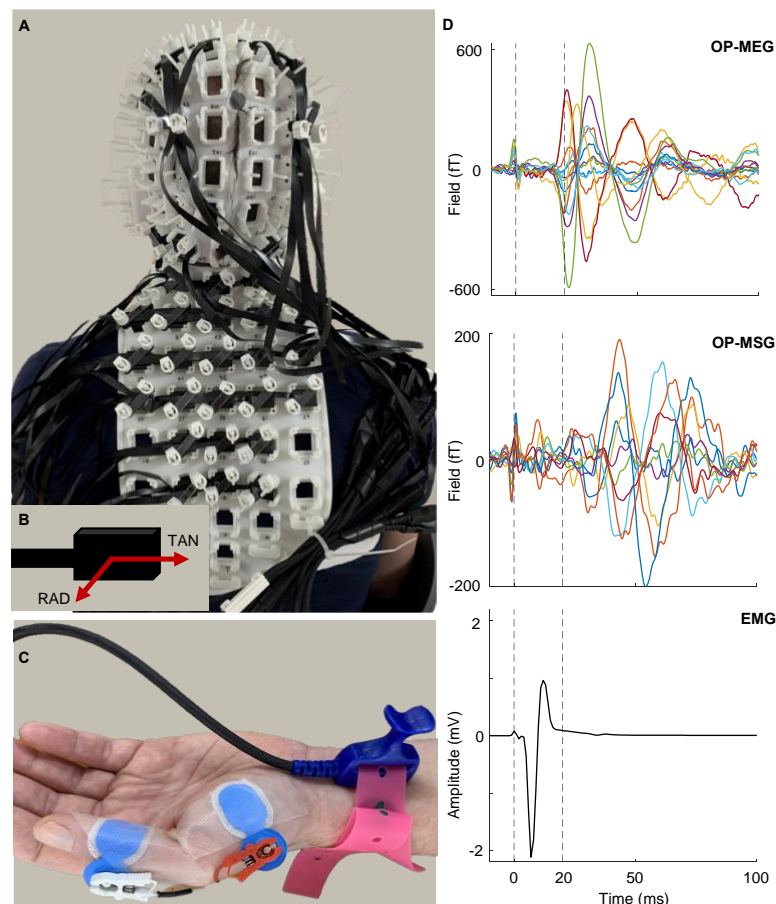 A
B
TAN
RAD
C
D
OP-MEG
600
0
-600
Field (fT)
OP-MSG
200
0
-200
Field (fT)
EMG
2
0
-2
Amplitude (mV)
0 20 100
Time (ms)